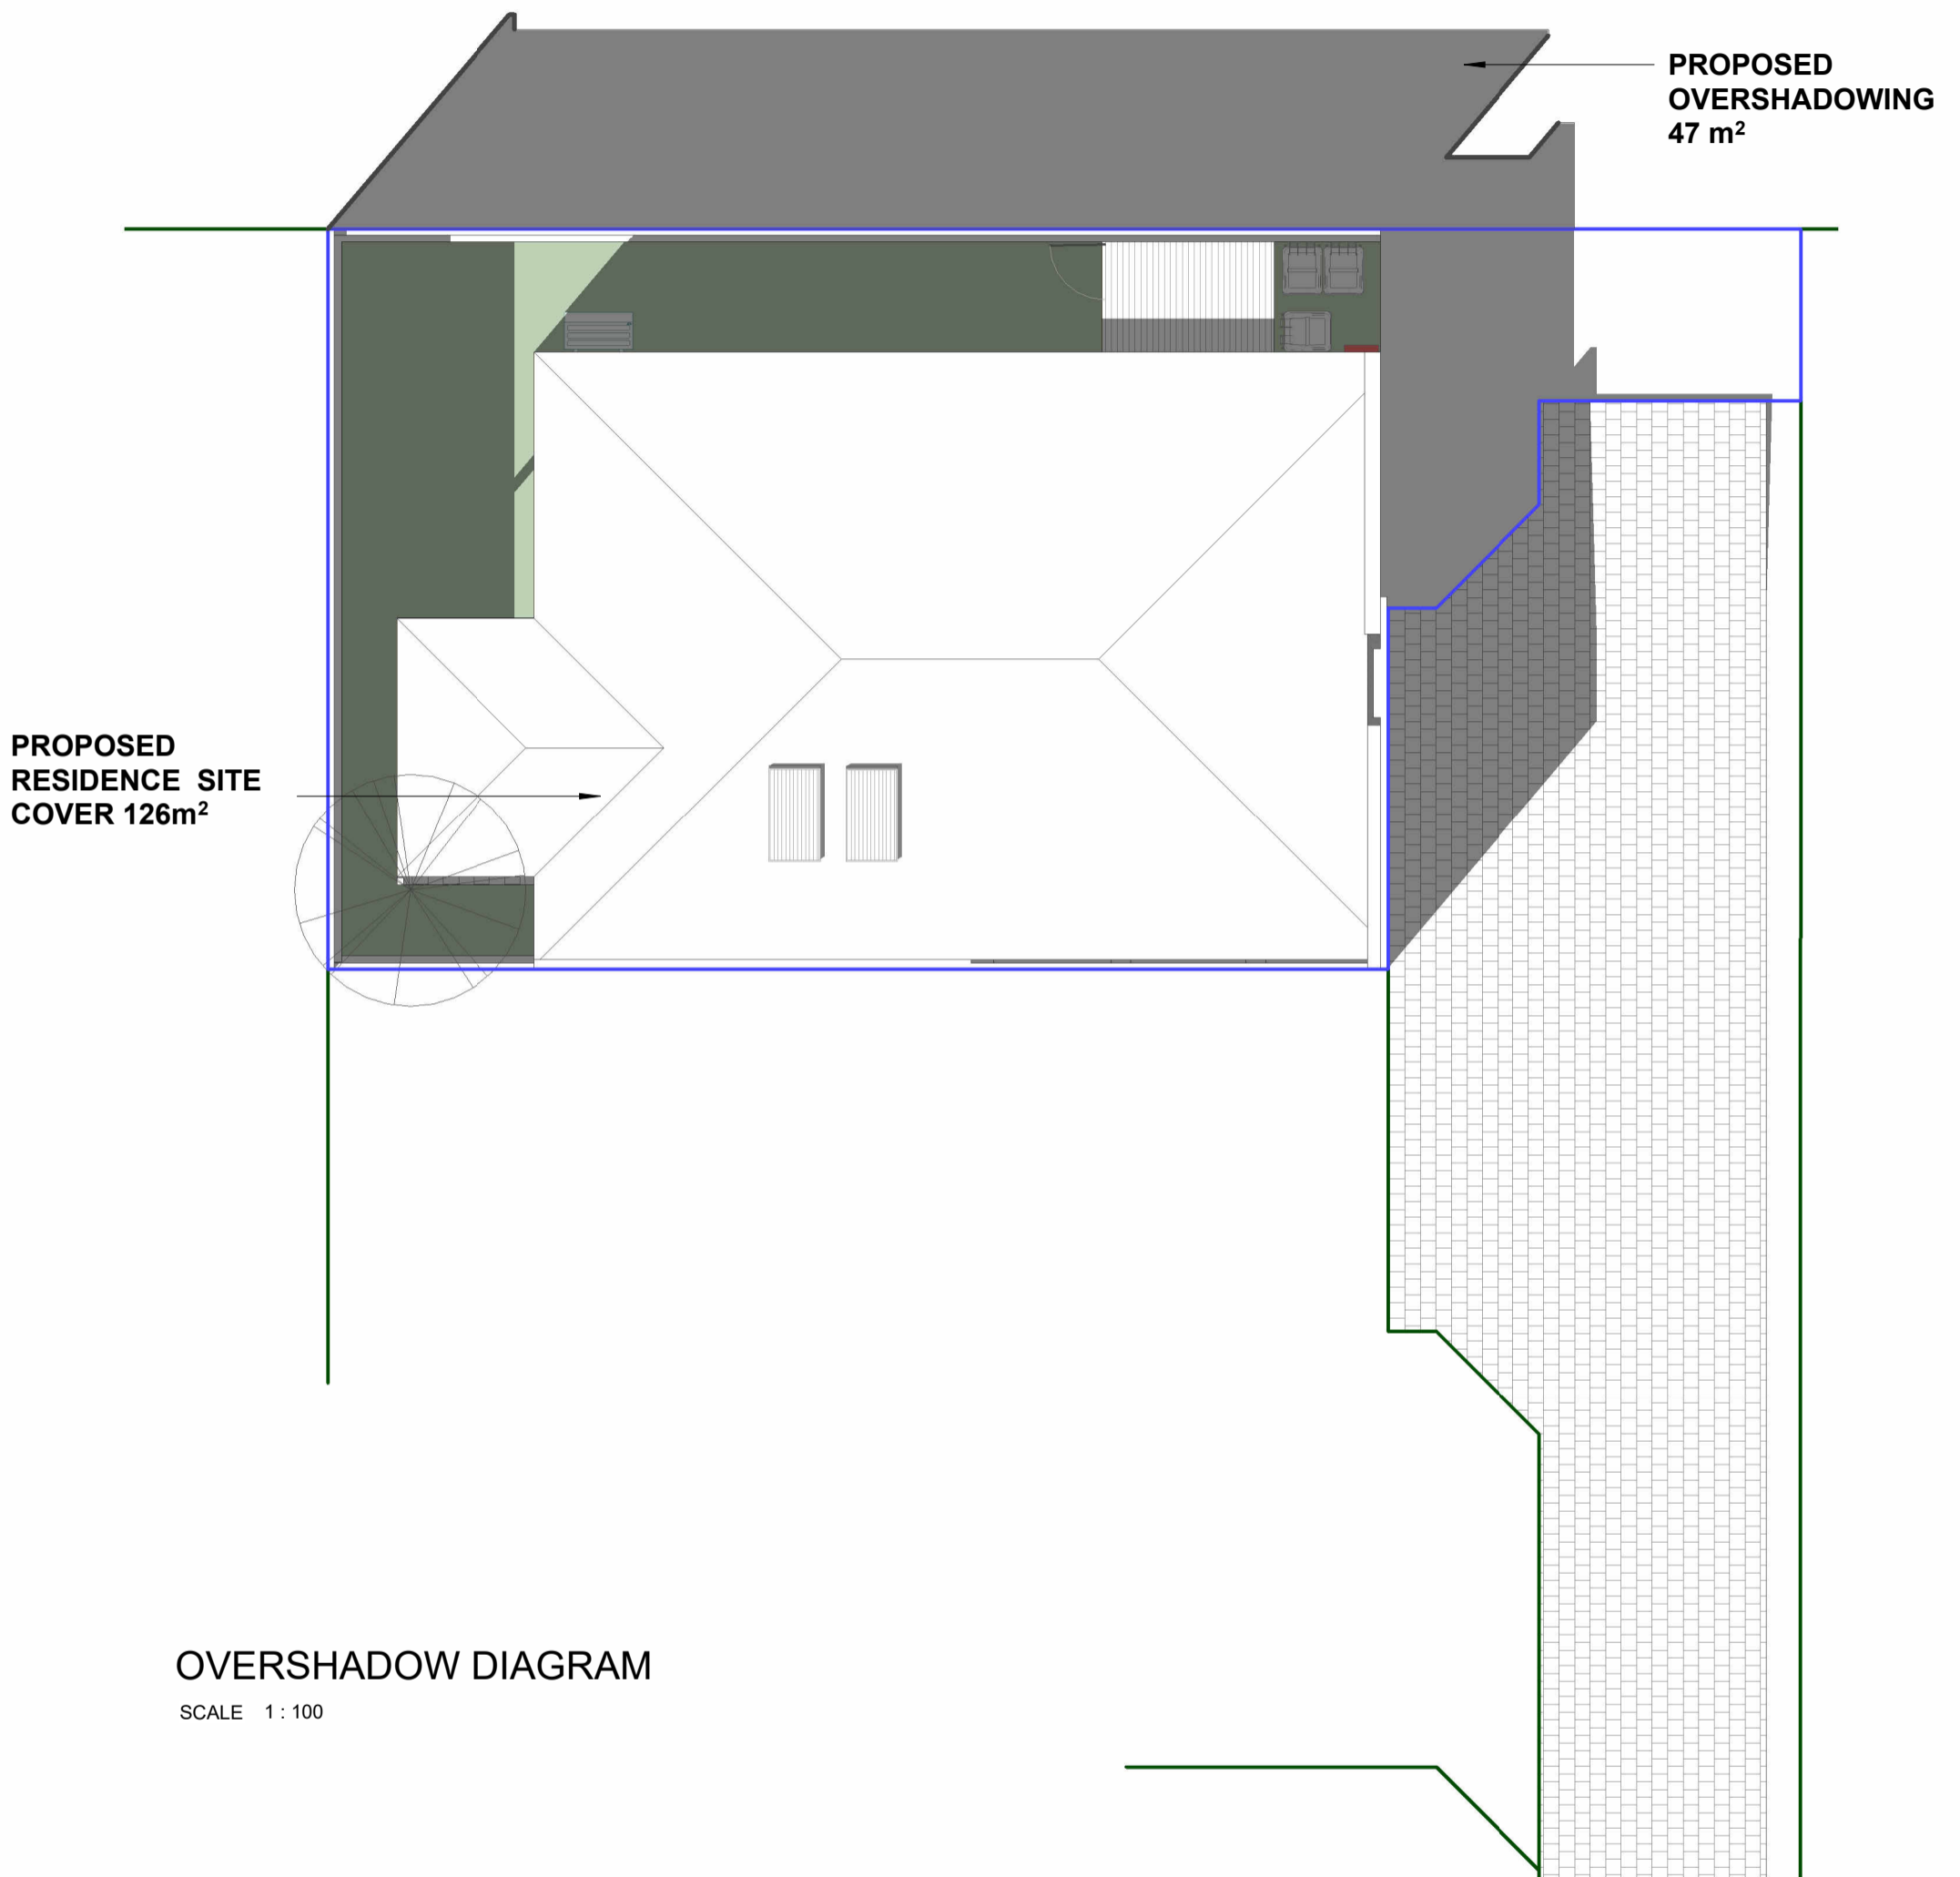 PROPOSED
OVERSHADOWING
47 m²
PROPOSED
RESIDENCE SITE
COVER 126m²
OVERSHADOW DIAGRAM
SCALE 1 : 100